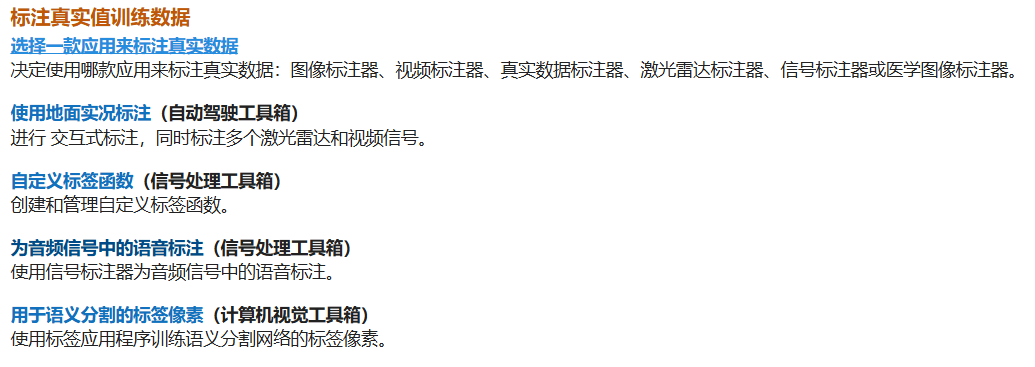 标注真实值训练数据
选择一款应用来标注真实数据
决定使用哪款应用来标注真实数据：图像标注器、视频标注器、真实数据标注器、激光雷达标注器、信号标注器或医学图像标注器。
使用地面实况标注（自动驾驶工具箱）
进行 交互式标注，同时标注多个激光雷达和视频信号。
自定义标签函数（信号处理工具箱）
创建和管理自定义标签函数。
为音频信号中的语音标注（信号处理工具箱）
使用信号标注器为音频信号中的语音标注。
用于语义分割的标签像素（计算机视觉工具箱）
使用标签应用程序训练语义分割网络的标签像素。